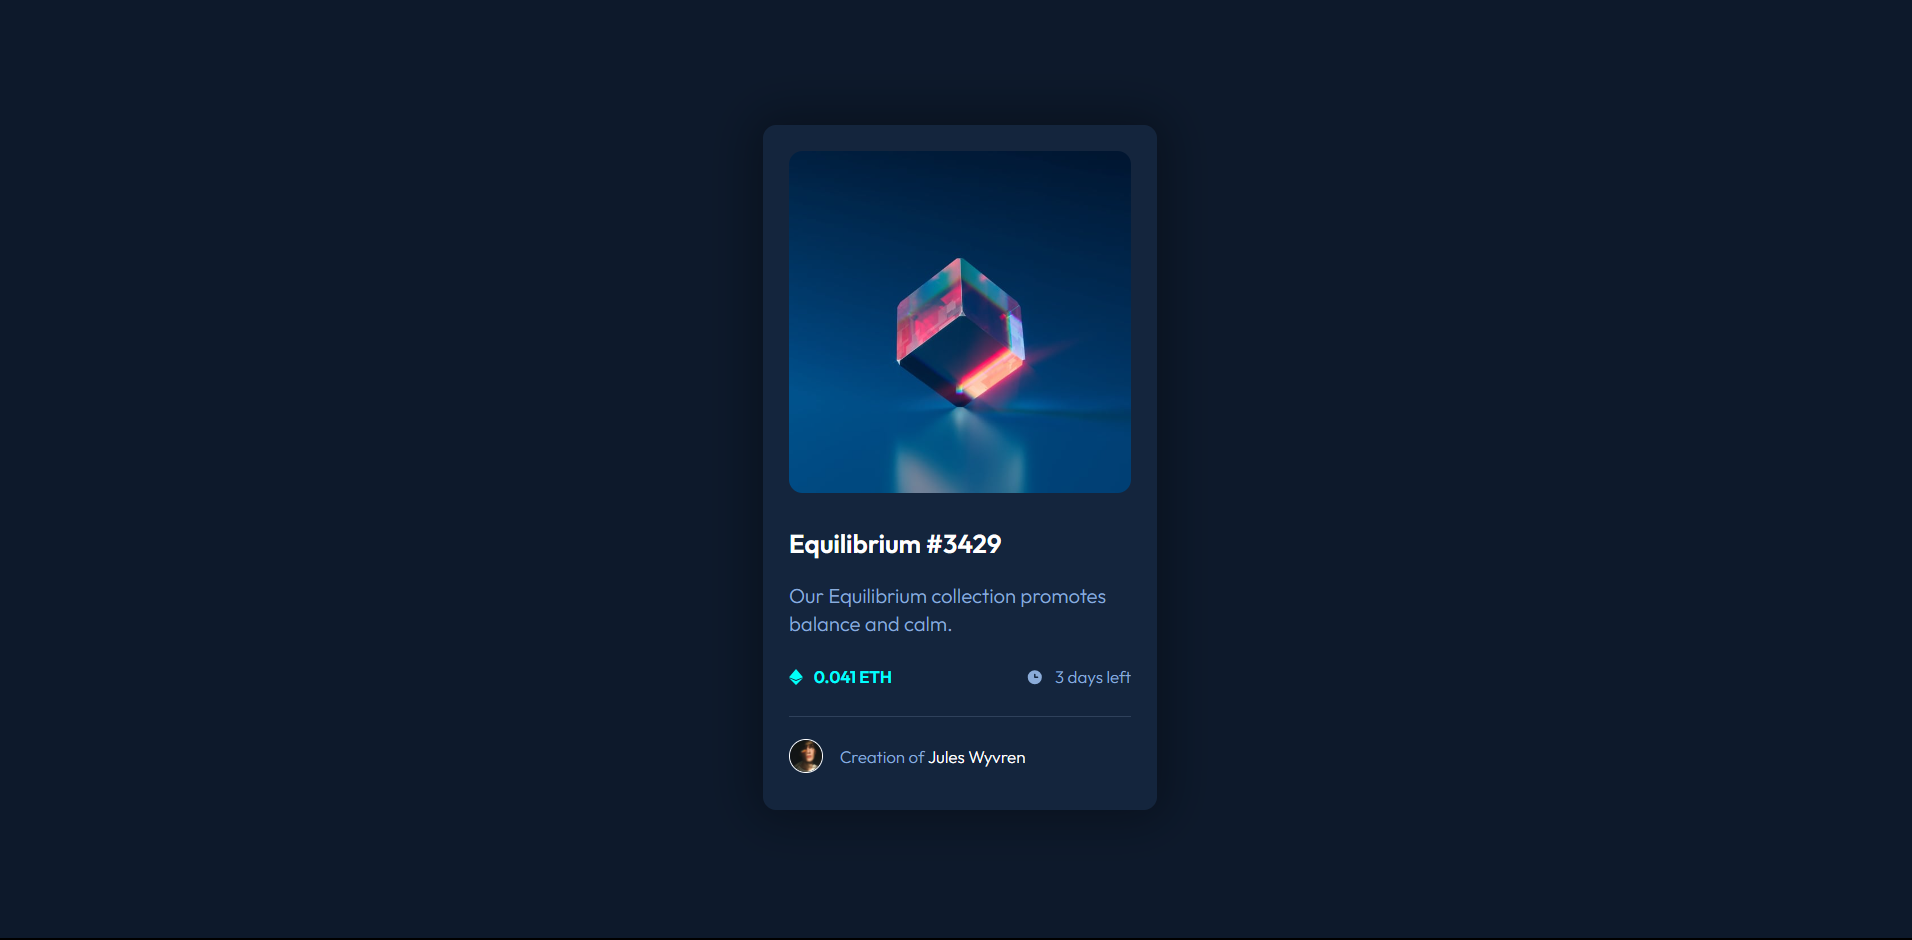 Equilibrium #3429
Our Equilibrium collection promotes
balance and calm.
0.041 ETH
3 days left
Creation of Jules Wyvren